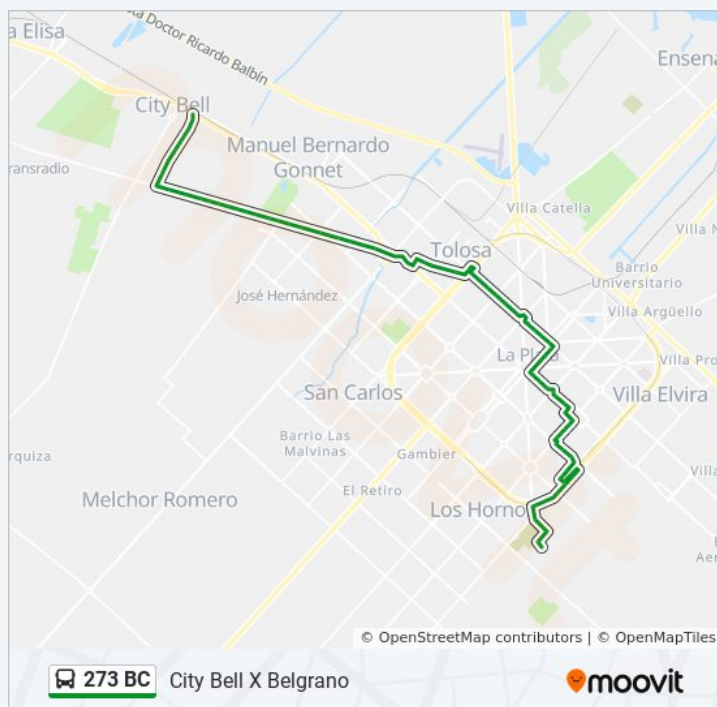 a Elisa
ta Doctor Ricardo Balbín
Ensena
City Bell
Manuel Bernardo
Gonnet
ransradio
Villa Catella
Villa N
Tolosa
Barrio
Universitario
José Hernández
Villa Argüello
La Pla a
Villa Pro
San Carlos
Villa Elvira
Barrio Las
Malvinas
Gambier
rquiza
Villa
El Retiro
Melchor Romero
Los Horno
Aer
© OpenStreetMap contributors | © OpenMapTiles
273 BC
City Bell X Belgrano
moovit